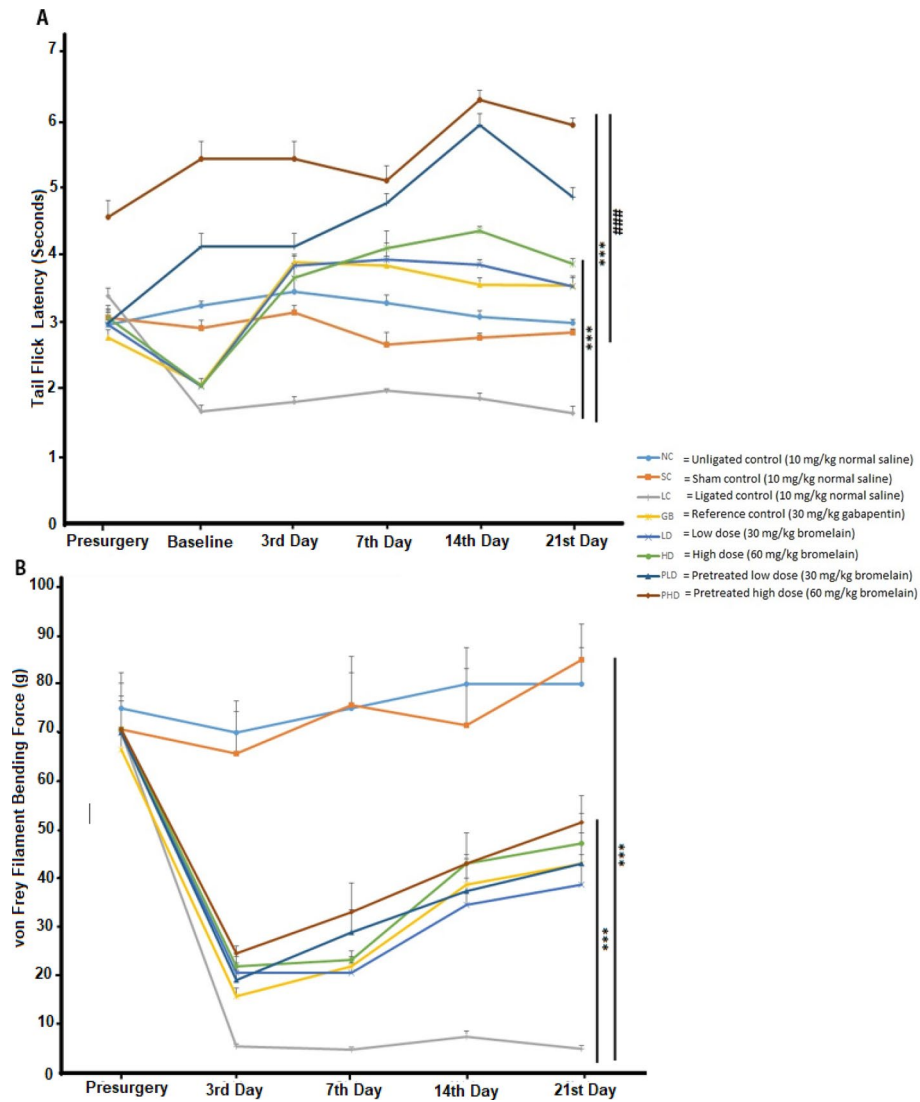 A
7
6
5
4
3
2
1
0
Tail Flick Latency (Seconds)
Presurgery Baseline 3rd Day 7th Day 14th Day 21st Day
***
***
###
NC = Unligated control (10 mg/kg normal saline)
SC = Sham control (10 mg/kg normal saline)
LC = Ligated control (10 mg/kg normal saline)
GB = Reference control (30 mg/kg gabapentin)
LD = Low dose (30 mg/kg bromelain)
HD = High dose (60 mg/kg bromelain)
PLD = Pretreated low dose (30 mg/kg bromelain)
PHD = Pretreated high dose (60 mg/kg bromelain)
B
100
90
80
70
60
50
40
30
20
10
0
von Frey Filament Bending Force (g)
Presurgery 3rd Day 7th Day 14th Day 21st Day
***
***